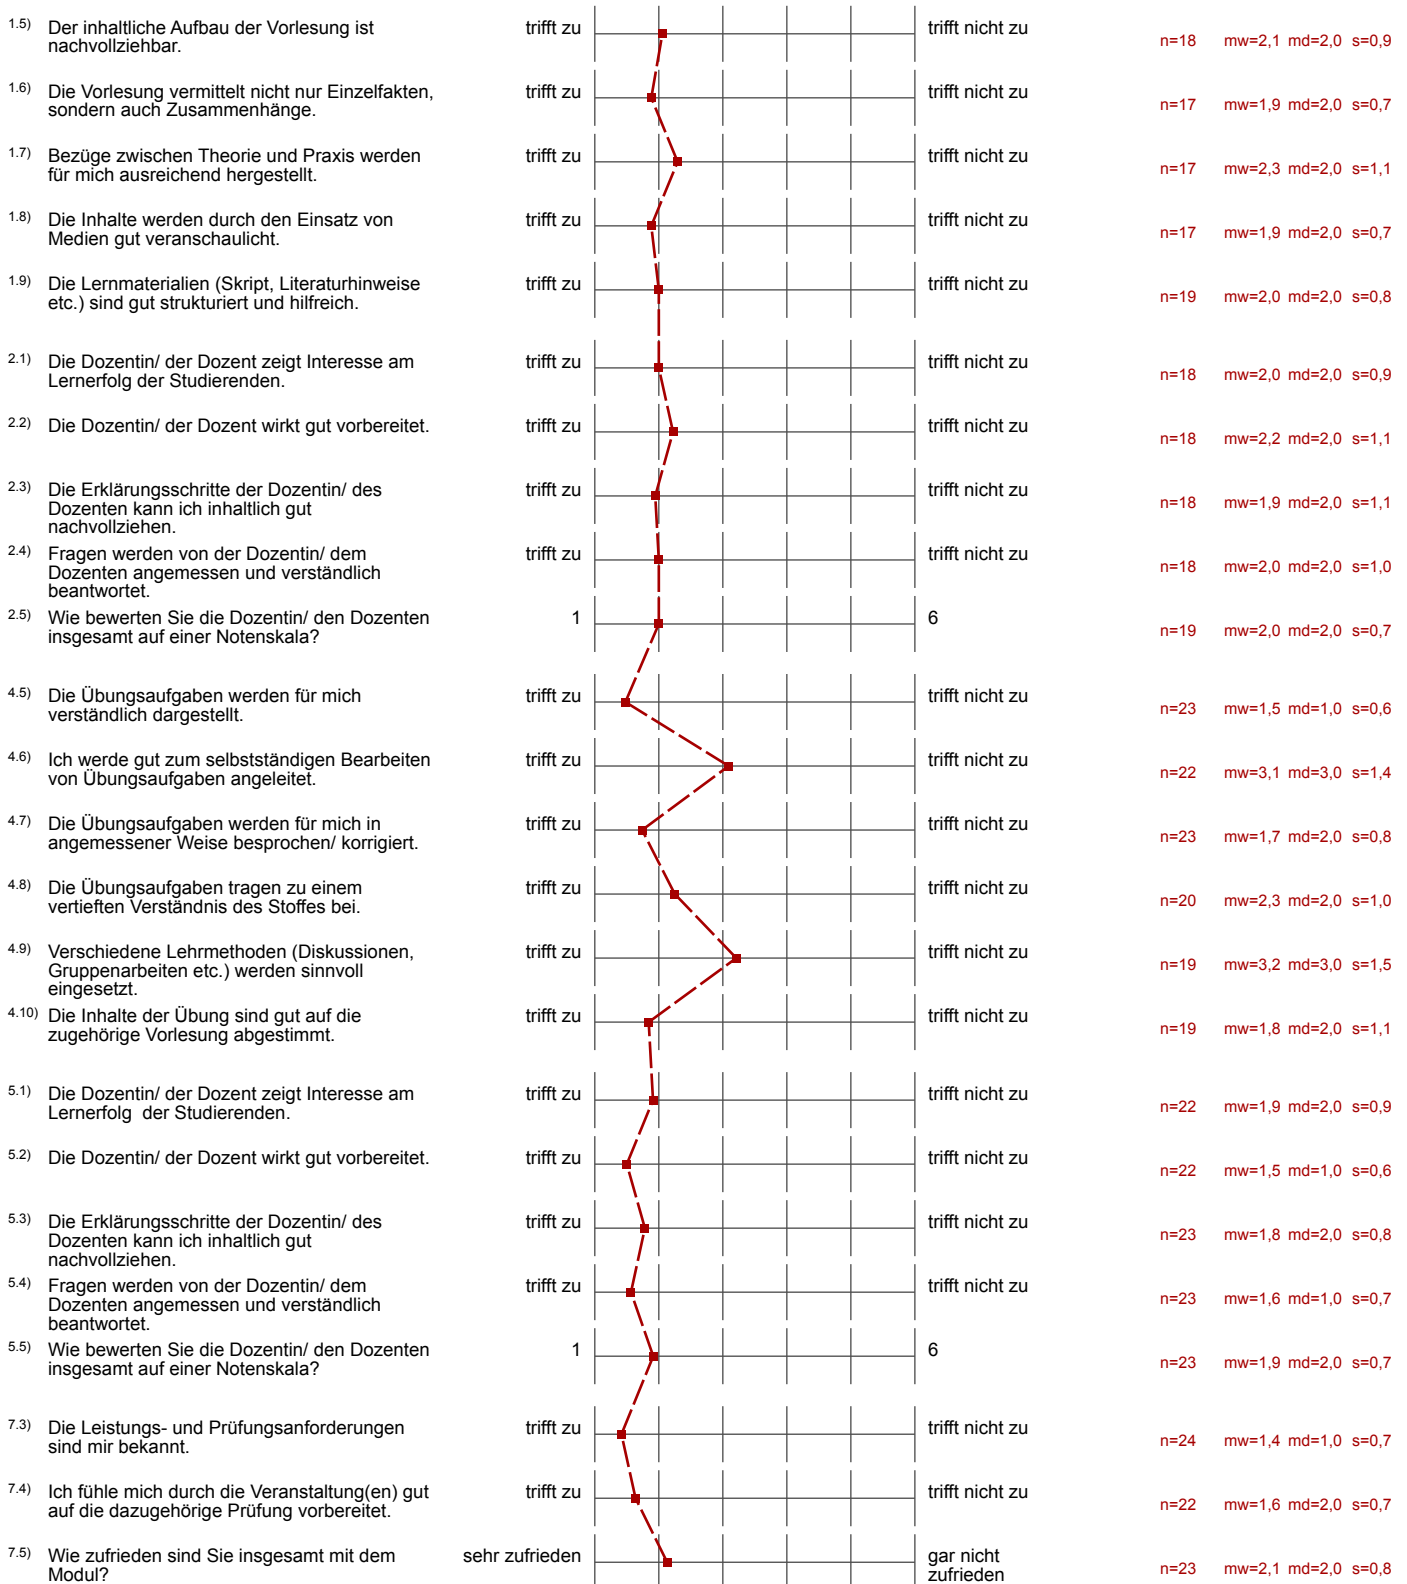 1.5) Der inhaltliche Aufbau der Vorlesung ist
nachvollziehbar.
trifft zu
trifft nicht zu
n=18 mw=2,1 md=2,0 s=0,9
1.6) Die Vorlesung vermittelt nicht nur Einzelfakten,
sondern auch Zusammenhänge.
trifft zu
trifft nicht zu
n=17 mw=1,9 md=2,0 s=0,7
1.7) Bezüge zwischen Theorie und Praxis werden
für mich ausreichend hergestellt.
trifft zu
trifft nicht zu
n=17 mw=2,3 md=2,0 s=1,1
1.8) Die Inhalte werden durch den Einsatz von
Medien gut veranschaulicht.
trifft zu
trifft nicht zu
n=17 mw=1,9 md=2,0 s=0,7
1.9) Die Lernmaterialien (Skript, Literaturhinweise
etc.) sind gut strukturiert und hilfreich.
trifft zu
trifft nicht zu
n=19 mw=2,0 md=2,0 s=0,8
2.1) Die Dozentin/ der Dozent zeigt Interesse am
Lernerfolg der Studierenden.
trifft zu
trifft nicht zu
n=18 mw=2,0 md=2,0 s=0,9
2.2) Die Dozentin/ der Dozent wirkt gut vorbereitet.
trifft zu
trifft nicht zu
n=18 mw=2,2 md=2,0 s=1,1
2.3) Die Erklärungsschritte der Dozentin/ des
Dozenten kann ich inhaltlich gut
nachvollziehen.
trifft zu
trifft nicht zu
n=18 mw=1,9 md=2,0 s=1,1
2.4) Fragen werden von der Dozentin/ dem
Dozenten angemessen und verständlich
beantwortet.
trifft zu
trifft nicht zu
n=18 mw=2,0 md=2,0 s=1,0
2.5) Wie bewerten Sie die Dozentin/ den Dozenten
insgesamt auf einer Notenskala?
1
6
n=19 mw=2,0 md=2,0 s=0,7
4.5) Die Übungsaufgaben werden für mich
verständlich dargestellt.
trifft zu
trifft nicht zu
n=23 mw=1,5 md=1,0 s=0,6
4.6) Ich werde gut zum selbstständigen Bearbeiten
von Übungsaufgaben angeleitet.
trifft zu
trifft nicht zu
n=22 mw=3,1 md=3,0 s=1,4
4.7) Die Übungsaufgaben werden für mich in
angemessener Weise besprochen/ korrigiert.
trifft zu
trifft nicht zu
n=23 mw=1,7 md=2,0 s=0,8
4.8) Die Übungsaufgaben tragen zu einem
vertieften Verständnis des Stoffes bei.
trifft zu
trifft nicht zu
n=20 mw=2,3 md=2,0 s=1,0
4.9) Verschiedene Lehrmethoden (Diskussionen,
Gruppenarbeiten etc.) werden sinnvoll
eingesetzt.
trifft zu
trifft nicht zu
n=19 mw=3,2 md=3,0 s=1,5
4.10) Die Inhalte der Übung sind gut auf die
zugehörige Vorlesung abgestimmt.
trifft zu
trifft nicht zu
n=19 mw=1,8 md=2,0 s=1,1
5.1) Die Dozentin/ der Dozent zeigt Interesse am
Lernerfolg der Studierenden.
trifft zu
trifft nicht zu
n=22 mw=1,9 md=2,0 s=0,9
5.2) Die Dozentin/ der Dozent wirkt gut vorbereitet.
trifft zu
trifft nicht zu
n=22 mw=1,5 md=1,0 s=0,6
5.3) Die Erklärungsschritte der Dozentin/ des
Dozenten kann ich inhaltlich gut
nachvollziehen.
trifft zu
trifft nicht zu
n=23 mw=1,8 md=2,0 s=0,8
5.4) Fragen werden von der Dozentin/ dem
Dozenten angemessen und verständlich
beantwortet.
trifft zu
trifft nicht zu
n=23 mw=1,6 md=1,0 s=0,7
5.5) Wie bewerten Sie die Dozentin/ den Dozenten
insgesamt auf einer Notenskala?
1
6
n=23 mw=1,9 md=2,0 s=0,7
7.3) Die Leistungs- und Prüfungsanforderungen
sind mir bekannt.
trifft zu
trifft nicht zu
n=24 mw=1,4 md=1,0 s=0,7
7.4) Ich fühle mich durch die Veranstaltung(en) gut
auf die dazugehörige Prüfung vorbereitet.
trifft zu
trifft nicht zu
n=22 mw=1,6 md=2,0 s=0,7
7.5) Wie zufrieden sind Sie insgesamt mit dem
Modul?
sehr zufrieden
gar nicht
zufrieden
n=23 mw=2,1 md=2,0 s=0,8